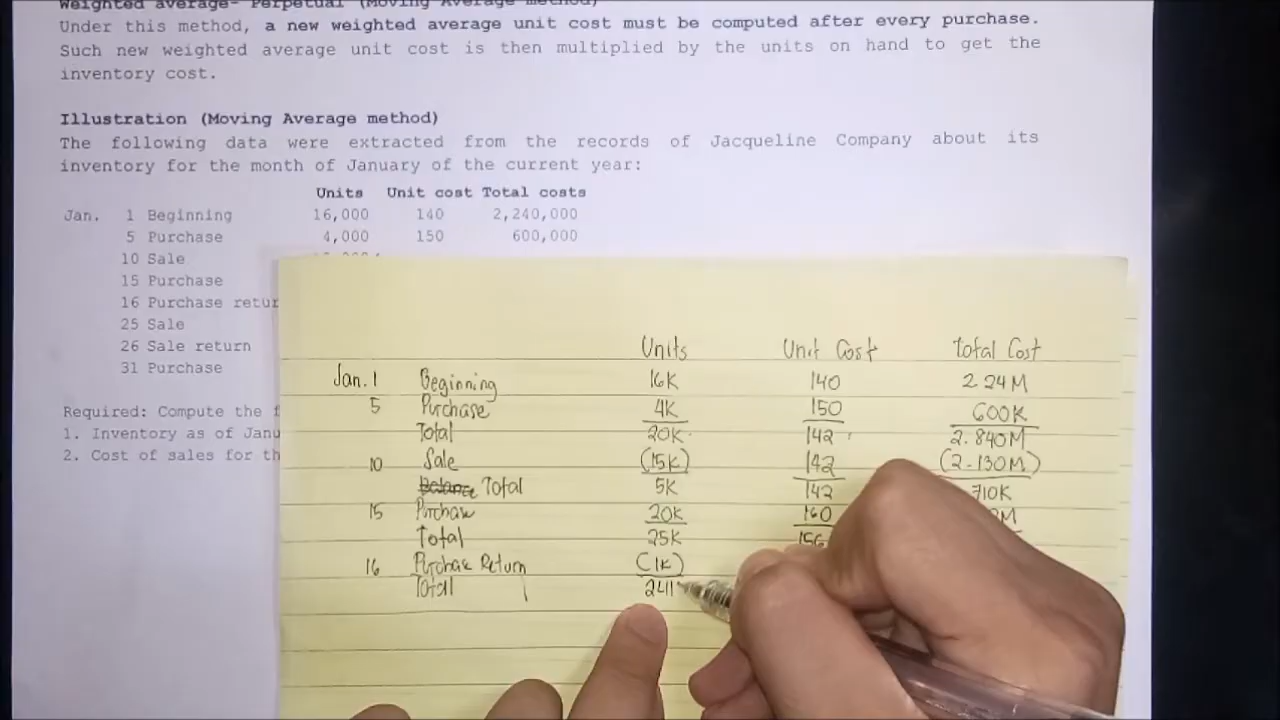 Weighted average- Perpetual (Moving Average method)
Under this method, a new weighted average unit cost must be computed after every purchase.
Such new weighted average unit cost is then multiplied by the units on hand to get the
inventory cost.
Illustration (Moving Average method)
The following data were extracted from the records of Jacqueline Company about its
inventory for the month of January of the current year:
Units Unit cost Total costs
Jan. 1 Beginning 16,000 140 2,240,000
5 Purchase 4,000 150 600,000
10 Sale
15 Purchase
16 Purchase retur
25 Sale
26 Sale return
31 Purchase
Required: Compute the f
1. Inventory as of Janu
2. Cost of sales for th
Units Unit Cost Total Cost
Jan. 1 Beginning 16K 140 2.24M
5 Purchase 4K 150 600K
Total 20K 142 2.840M
10 Sale (15K) 142 (2.130M)
Total 5K 142 710K
15 Purchase 20K 160
Total 25K
16 Purchase Return (1K)
Total